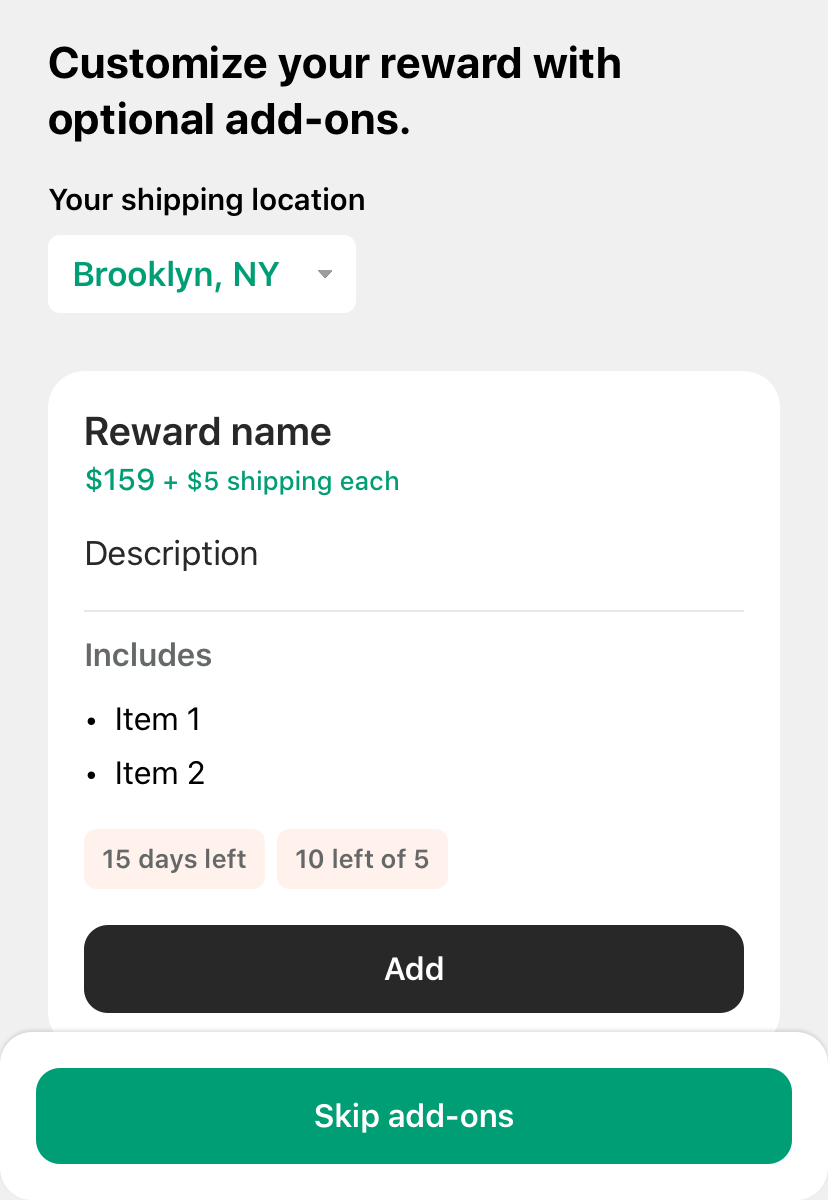 Customize your reward with
optional add-ons.
Your shipping location
Brooklyn, NY
Reward name
$159 + $5 shipping each
Description
Includes
• Item 1
• Item 2
15 days left
10 left of 5
Add
Skip add-ons